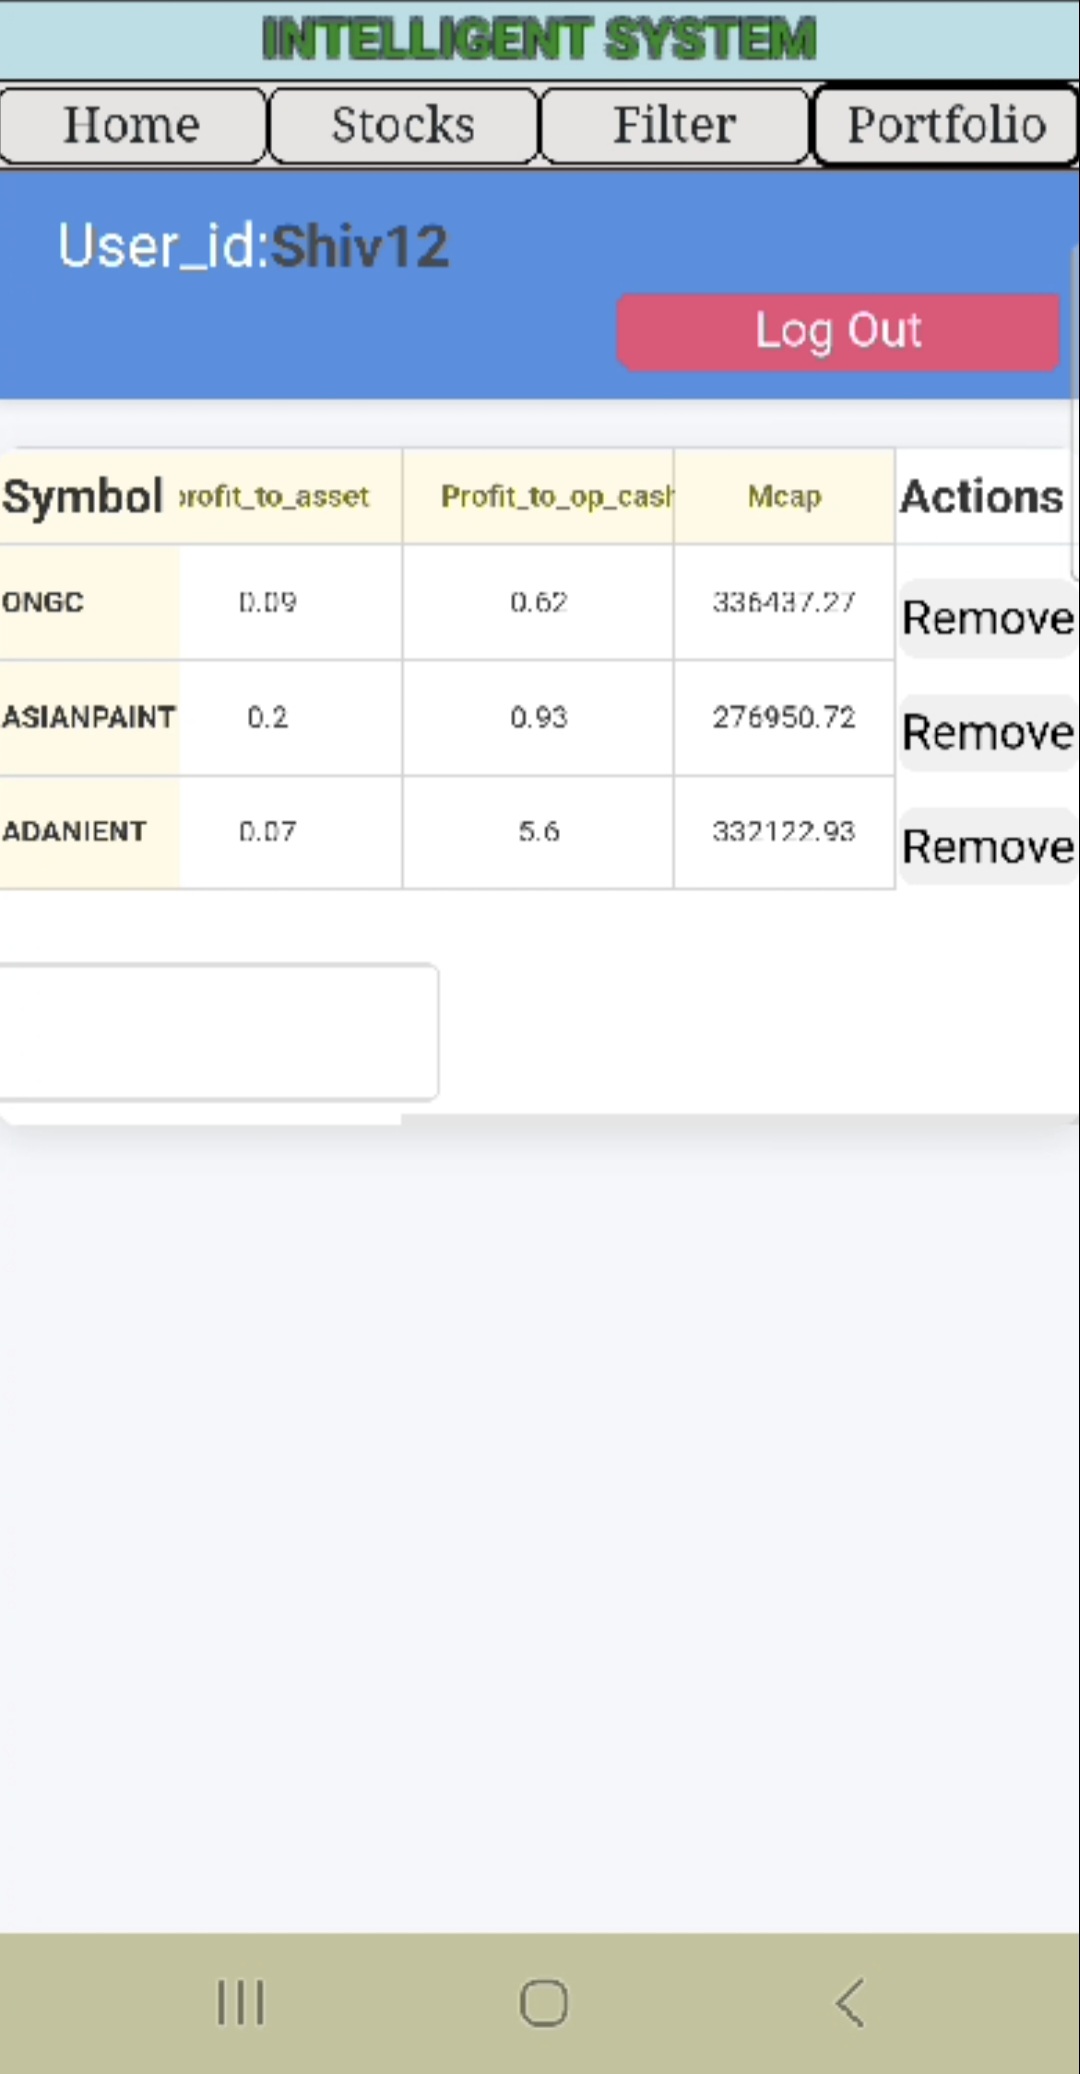 INTELLIGENT SYSTEM
Home Stocks Filter Portfolio
User_id:Shiv12
Log Out
Symbol profit_to_asset Profit_to_op_cash Mcap Actions
ONGC 0.09 0.62 336437.27 Remove
ASIANPAINT 0.2 0.93 276950.72 Remove
ADANIENT 0.07 5.6 332122.93 Remove